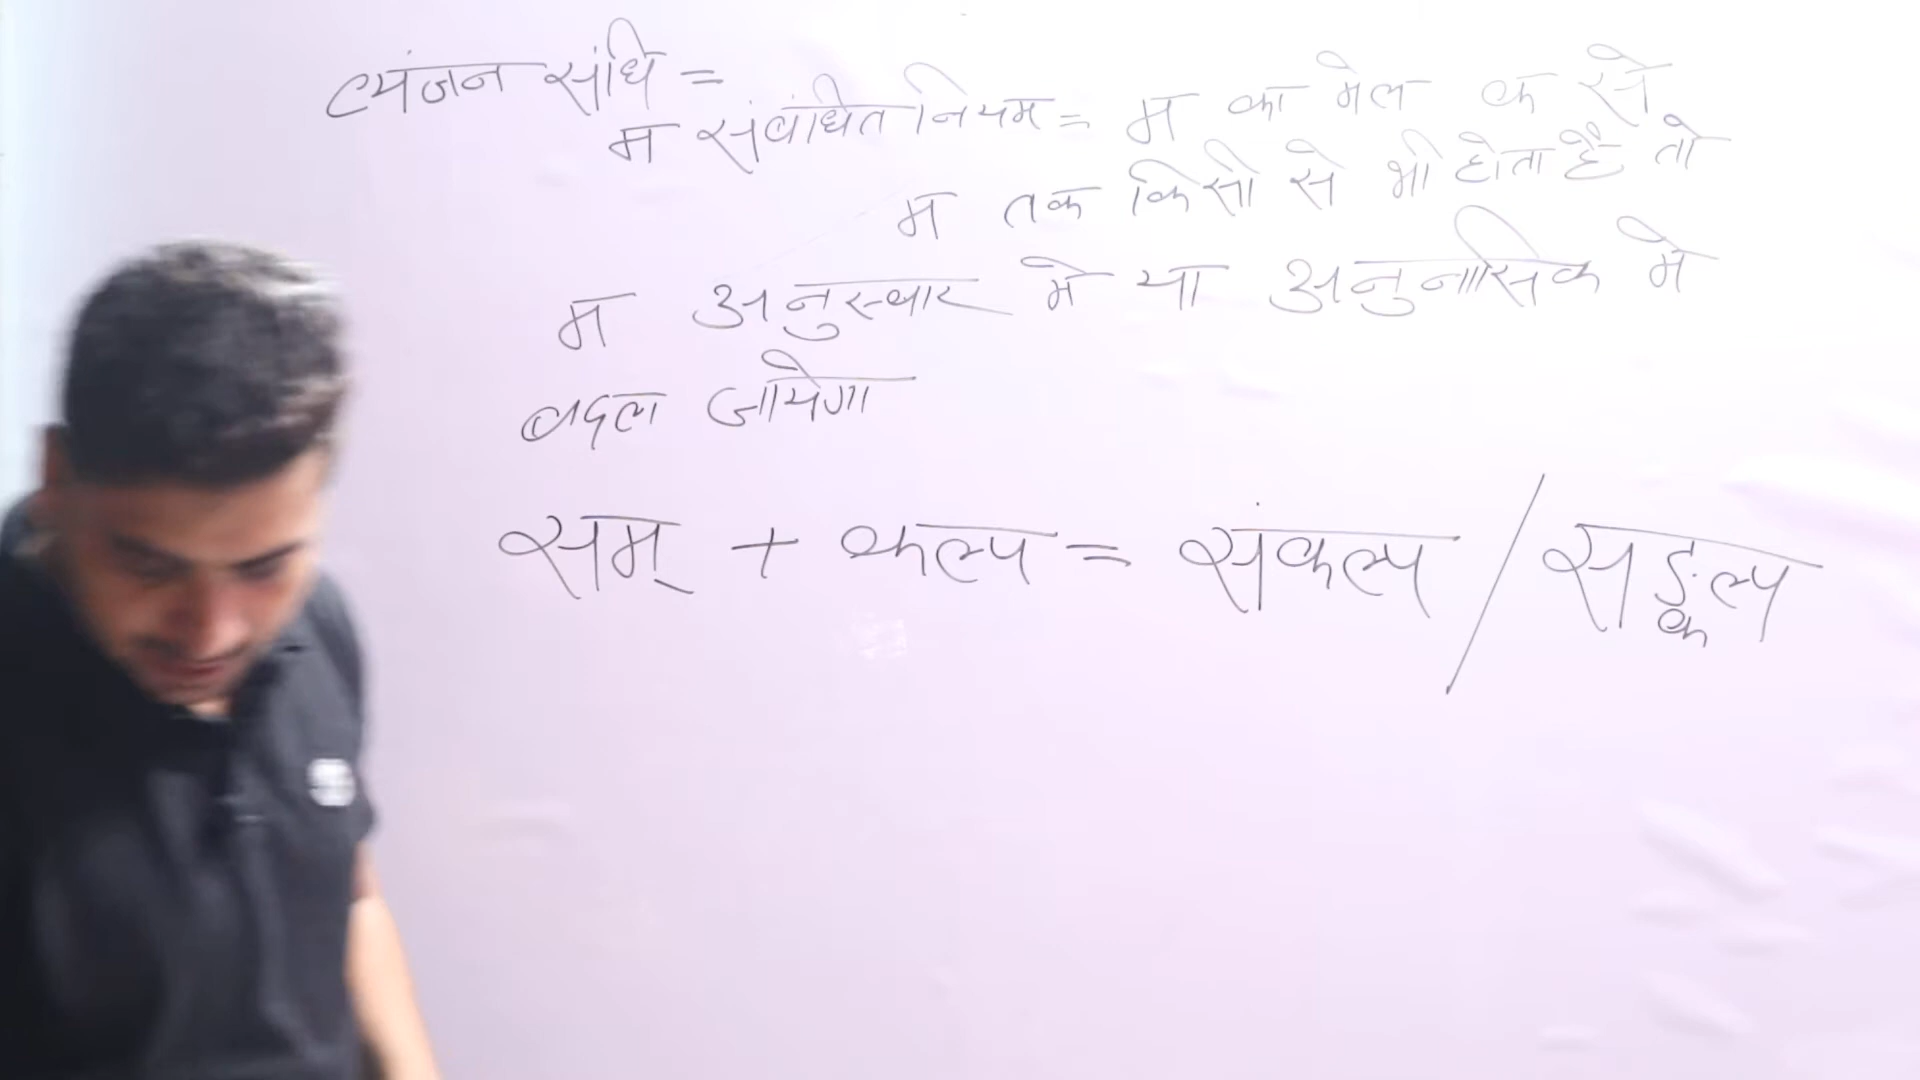 व्यंजन संधि =
म संबंधित नियम = म का मेल क से
म तक किसी से भी होता है तो
म अनुस्वार मे या अनुनासिक मे
बदल जायेगा
सम् + कल्प = संकल्प / सङ्कल्प